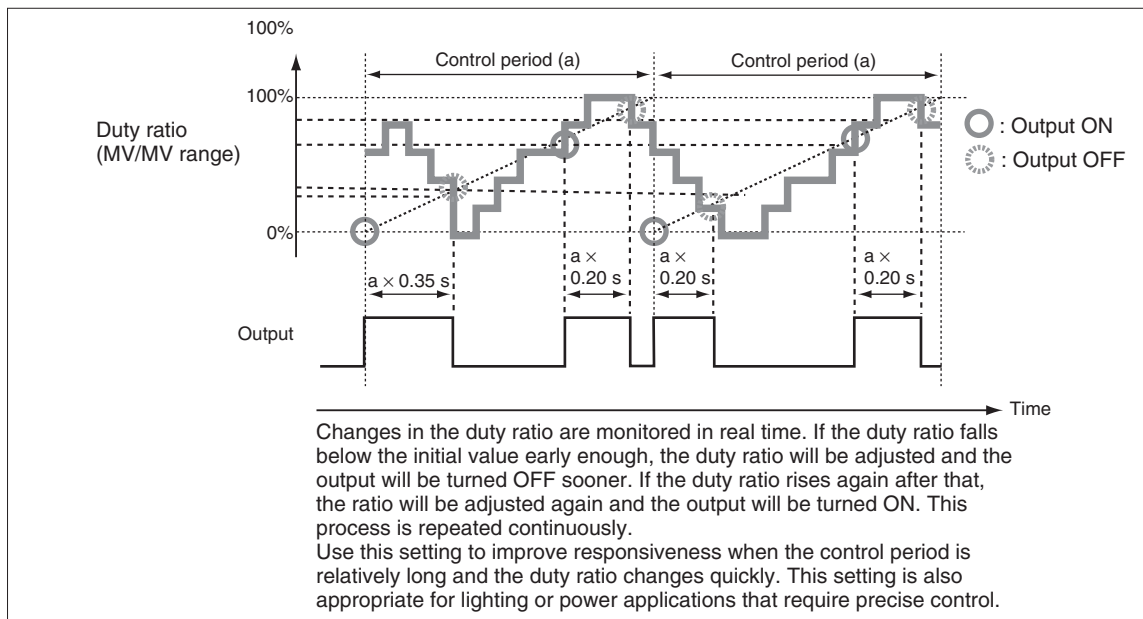 100%
Control period (a)
Control period (a)
100%
Duty ratio
(MV/MV range)
: Output ON
: Output OFF
0%
a × 0.35 s
a ×
0.20 s
a ×
0.20 s
a ×
0.20 s
Output
Time
Changes in the duty ratio are monitored in real time. If the duty ratio falls
below the initial value early enough, the duty ratio will be adjusted and the
output will be turned OFF sooner. If the duty ratio rises again after that,
the ratio will be adjusted again and the output will be turned ON. This
process is repeated continuously.
Use this setting to improve responsiveness when the control period is
relatively long and the duty ratio changes quickly. This setting is also
appropriate for lighting or power applications that require precise control.